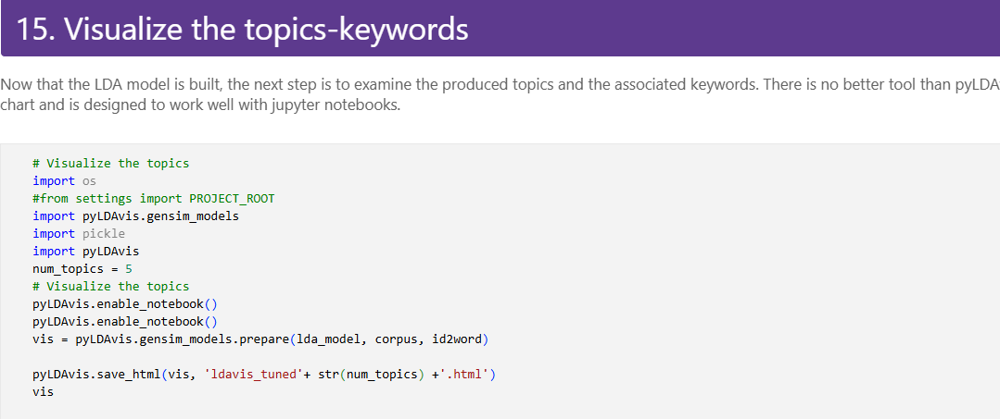 15. Visualize the topics-keywords
Now that the LDA model is built, the next step is to examine the produced topics and the associated keywords. There is no better tool than pyLDA
chart and is designed to work well with jupyter notebooks.
# Visualize the topics
import os
#from settings import PROJECT_ROOT
import pyLDAvis.gensim_models
import pickle
import pyLDAvis
num_topics = 5
# Visualize the topics
pyLDAvis.enable_notebook()
pyLDAvis.enable_notebook()
vis = pyLDAvis.gensim_models.prepare(lda_model, corpus, id2word)
pyLDAvis.save_html(vis, 'ldavis_tuned'+ str(num_topics) +'.html')
vis